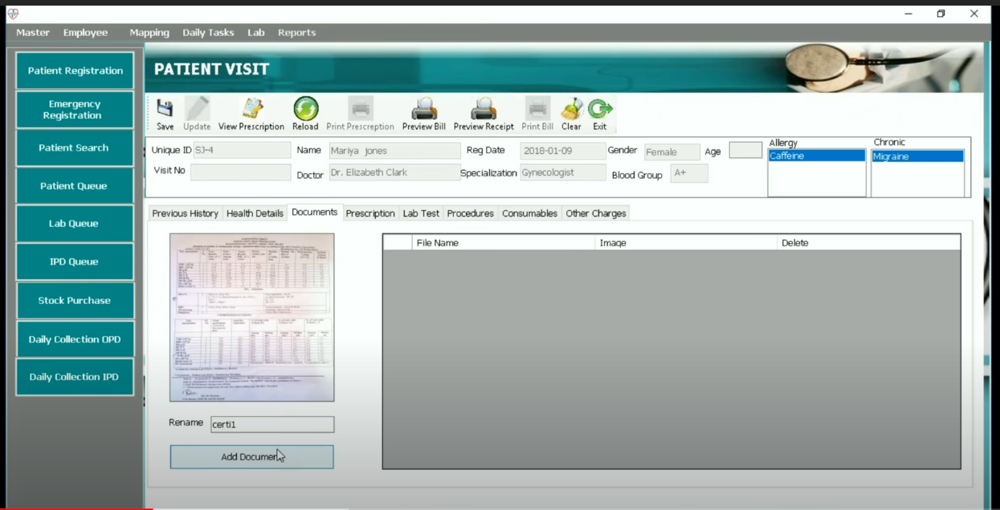 Master Employee Mapping Daily Tasks Lab Reports
Patient Registration
Emergency
Registration
Patient Search
Patient Queue
Lab Queue
IPD Queue
Stock Purchase
Daily Collection OPD
Daily Collection IPD
PATIENT VISIT
Save Update View Prescription Reload Print Prescreption Preview Bill Preview Receipt Print Bill Clear Exit
Unique ID SJ-4 Name Mariya jones Reg Date 2018-01-09 Gender Female Age
Visit No Doctor Dr. Elizabeth Clark Specialization Gynecologist Blood Group A+
Allergy Chronic
Caffeine Migraine
Previous History Health Details Documents Prescription Lab Test Procedures Consumables Other Charges
File Name Image Delete
Rename certi1
Add Document